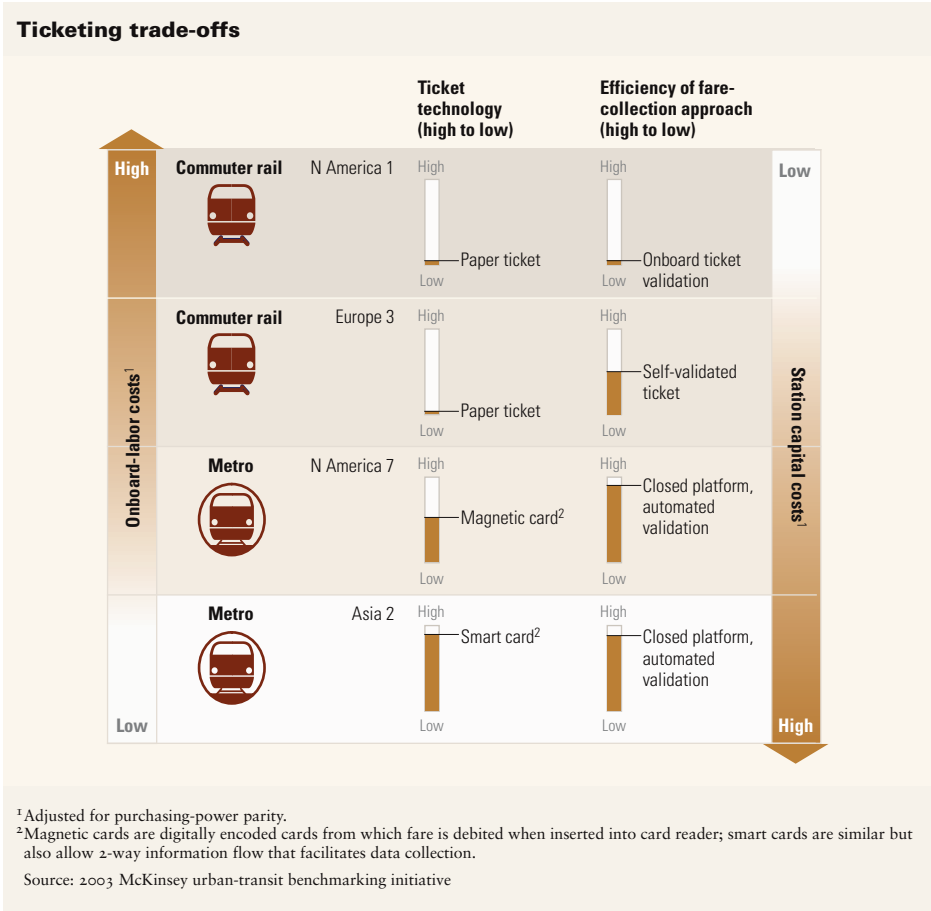 Ticketing trade-offs
Ticket
technology
(high to low)
Efficiency of fare-
collection approach
(high to low)
High
Onboard-labor costs¹
Low
Low
Station capital costs¹
High
Commuter rail
N America 1
High
Paper ticket
Low
High
Onboard ticket
validation
Low
Commuter rail
Europe 3
High
Paper ticket
Low
High
Self-validated
ticket
Low
Metro
N America 7
High
Magnetic card²
Low
High
Closed platform,
automated
validation
Low
Metro
Asia 2
High
Smart card²
Low
High
Closed platform,
automated
validation
Low
¹Adjusted for purchasing-power parity.
²Magnetic cards are digitally encoded cards from which fare is debited when inserted into card reader; smart cards are similar but
also allow 2-way information flow that facilitates data collection.
Source: 2003 McKinsey urban-transit benchmarking initiative